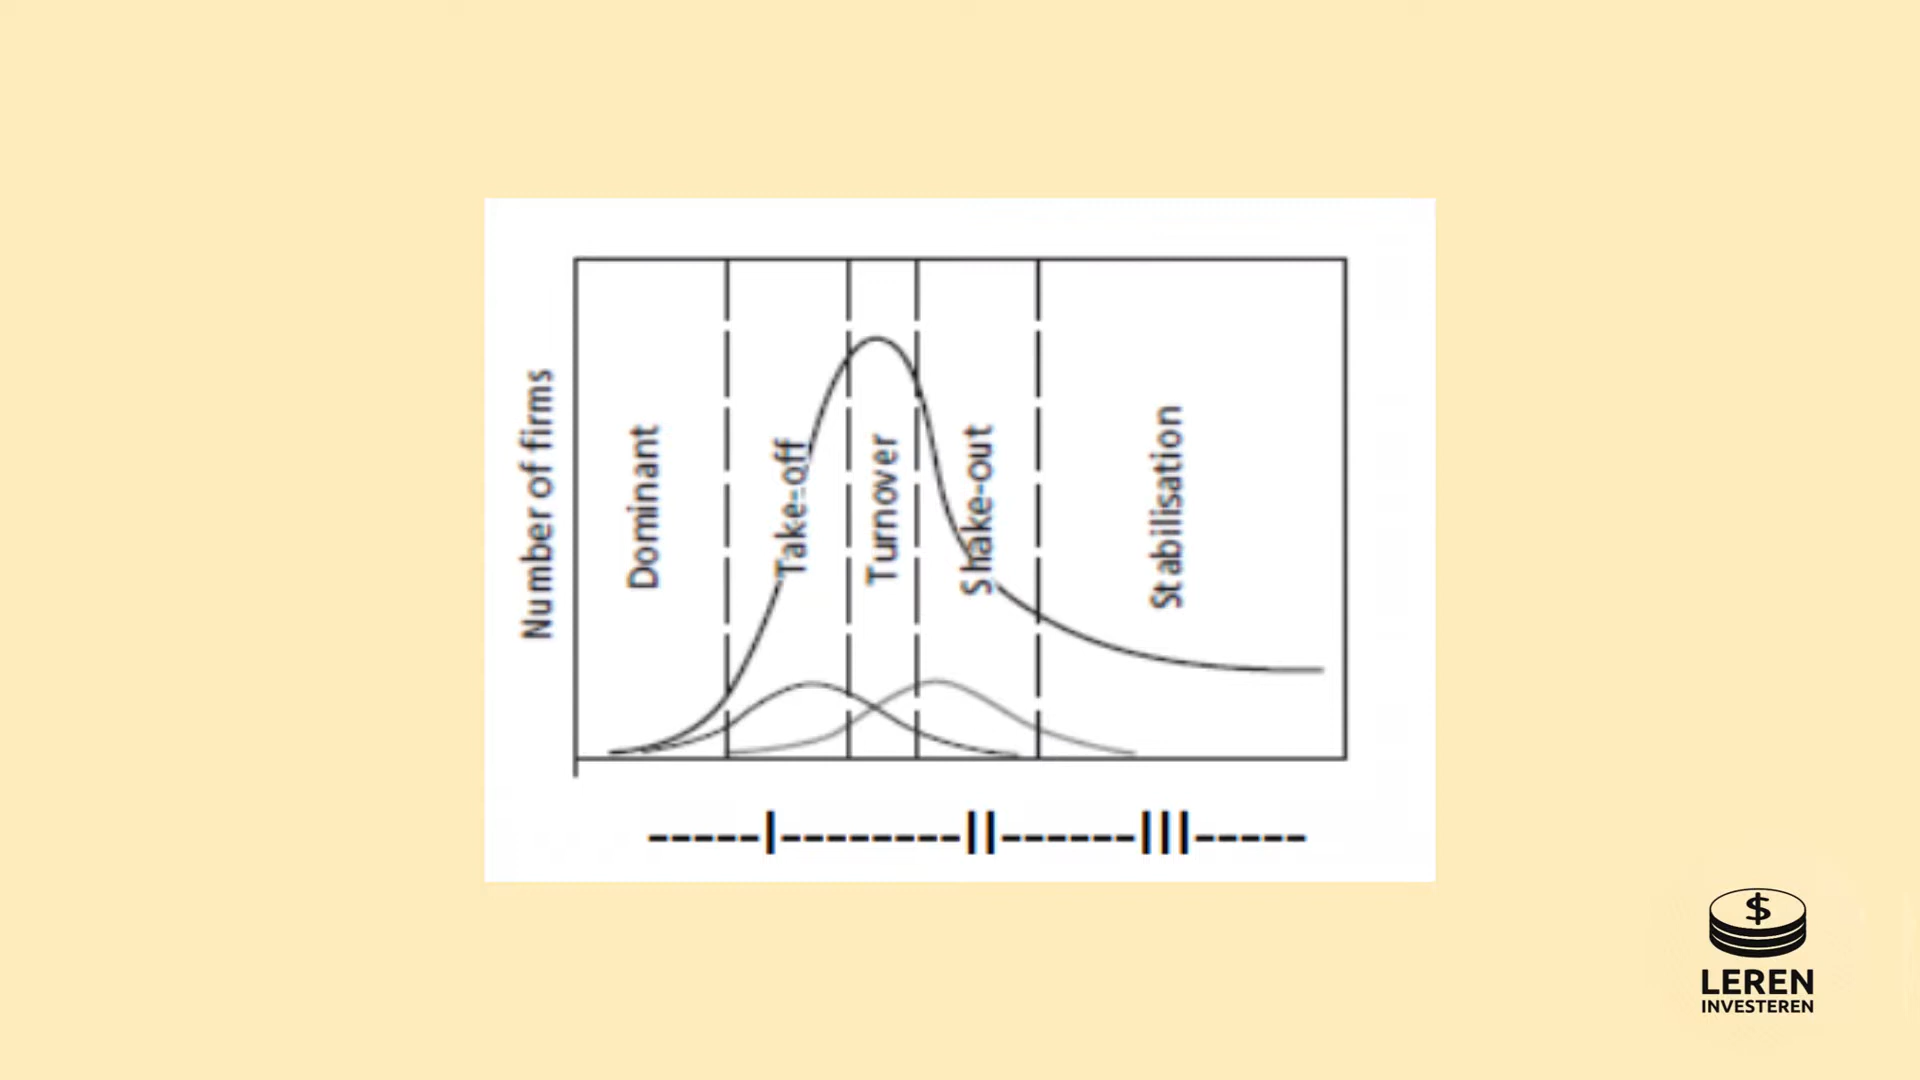 Number of firms
Dominant
Take-off
Turnover
Shake-out
Stabilisation
-----I--------II------III-----
$
LEREN
INVESTEREN